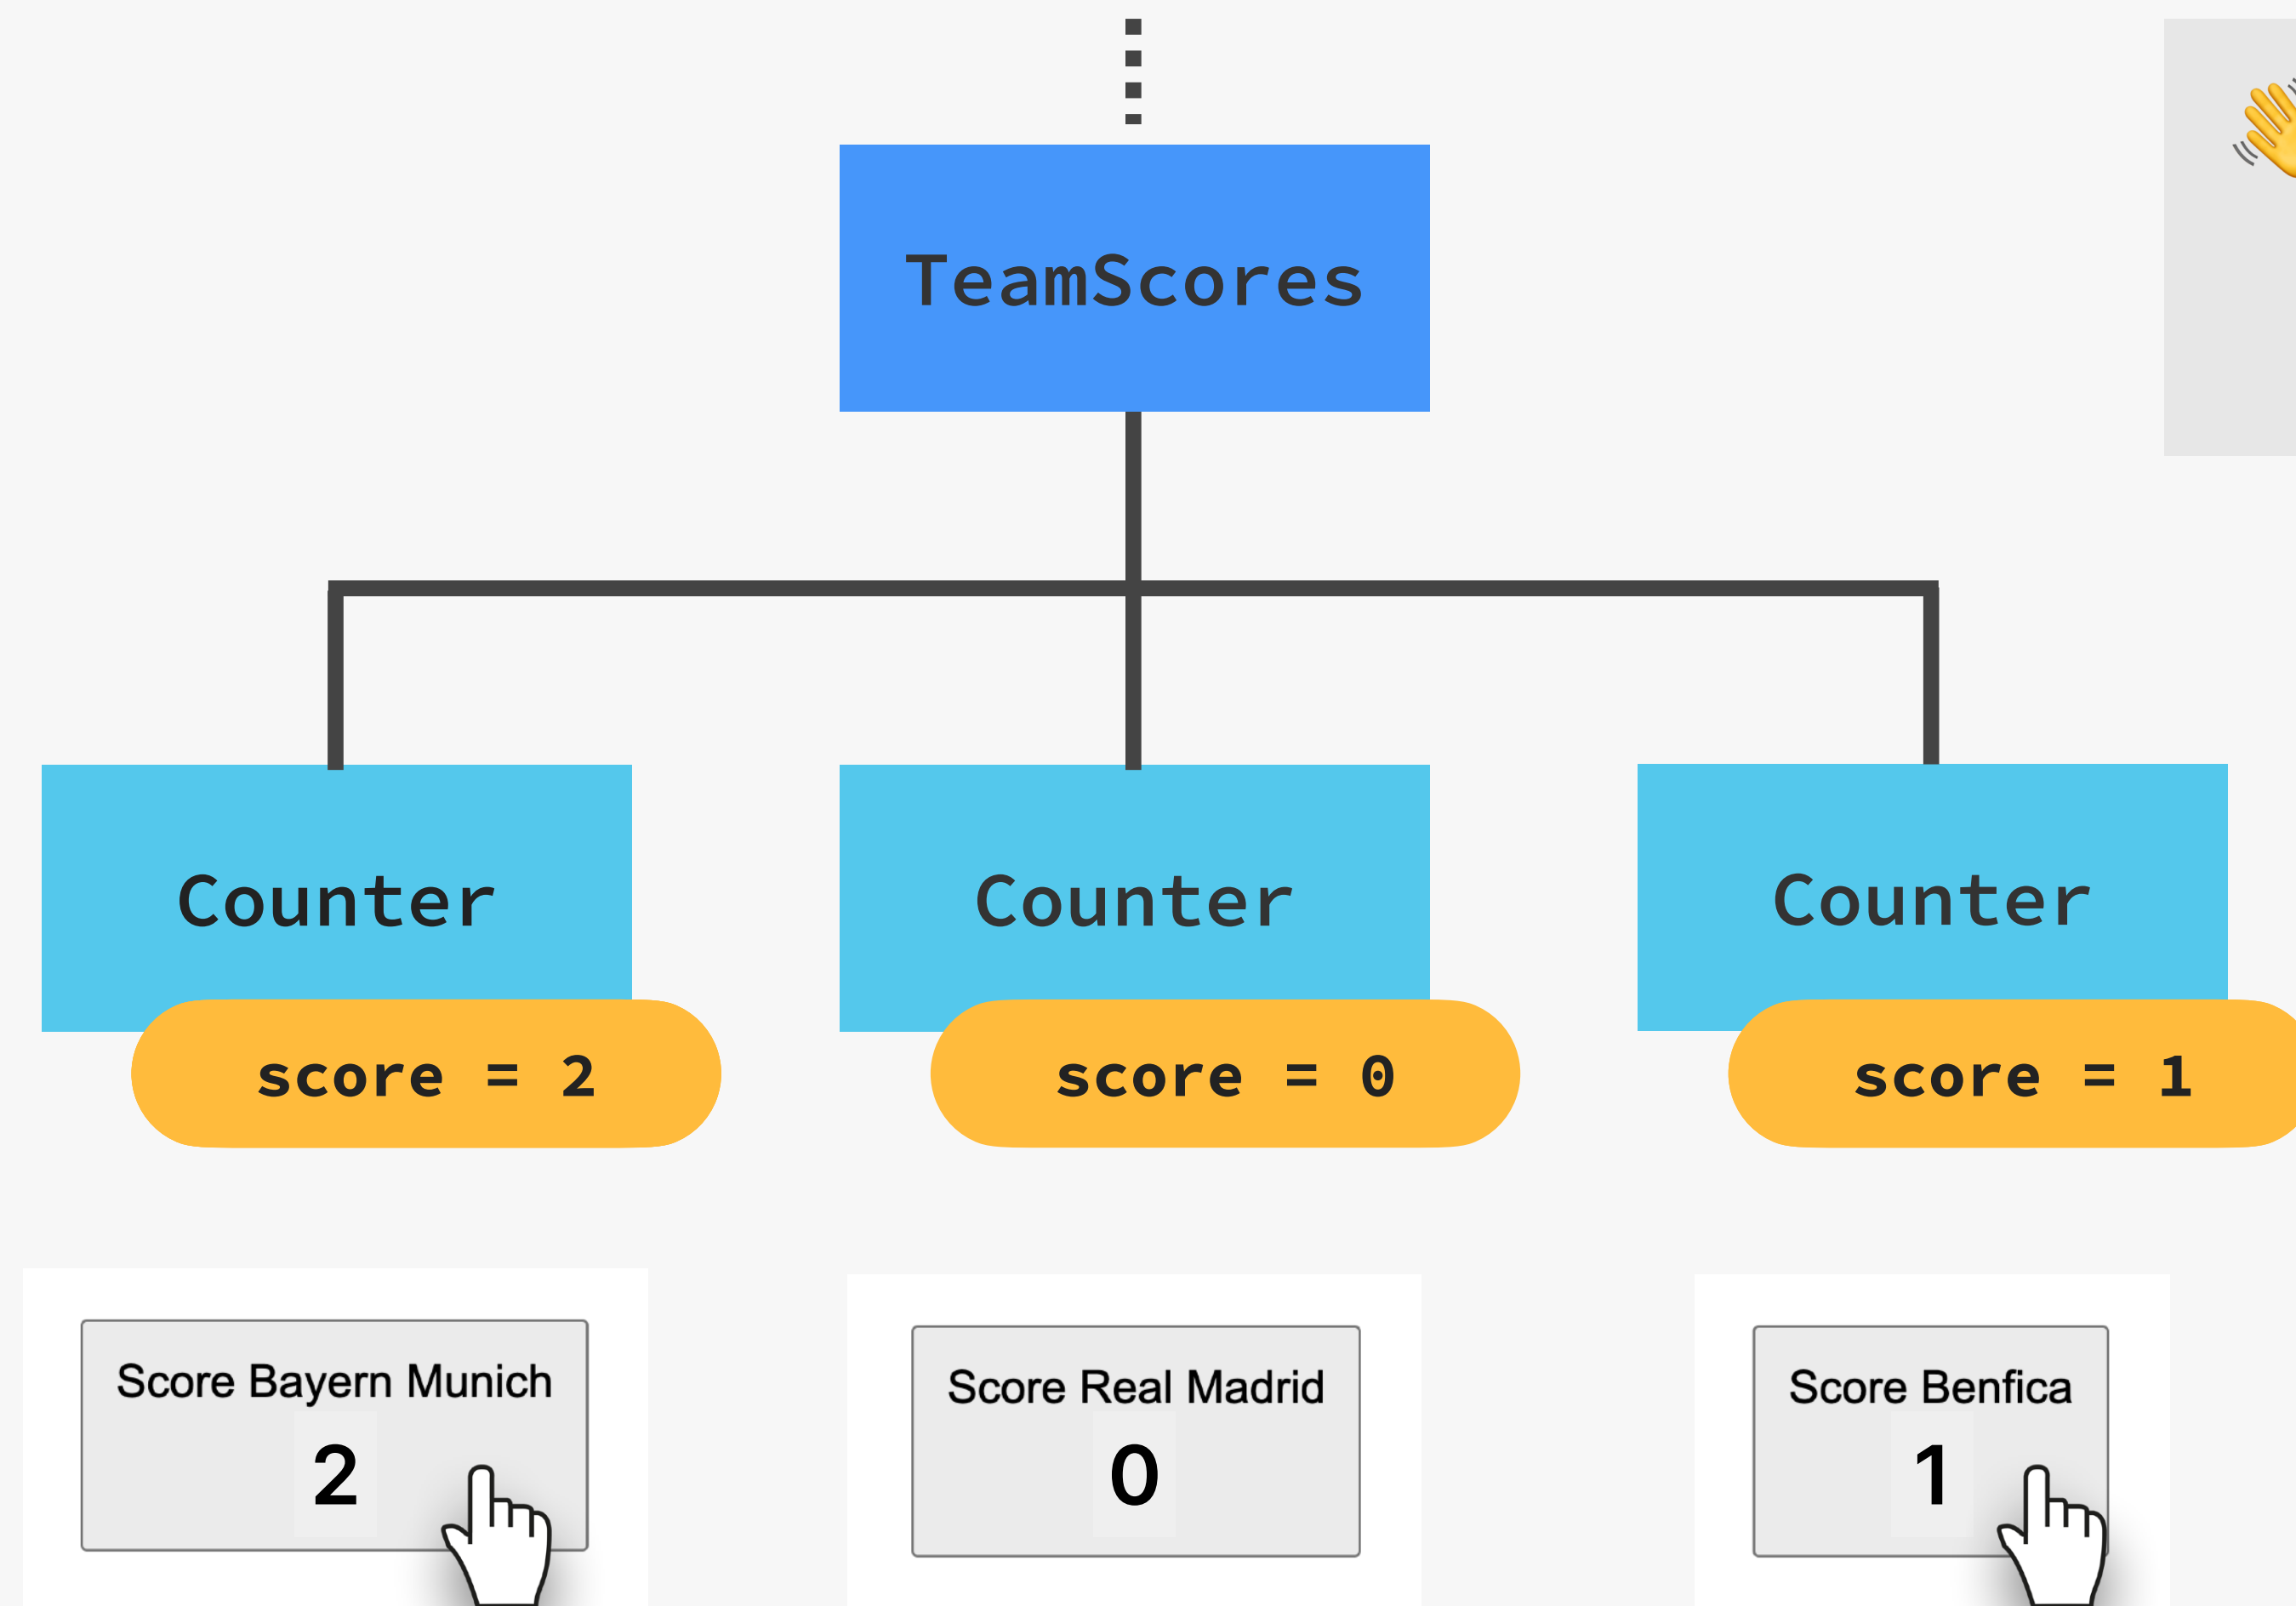 TeamScores
Counter
Counter
Counter
score = 2
score = 0
score = 1
Score Bayern Munich
2
Score Real Madrid
0
Score Benfica
1